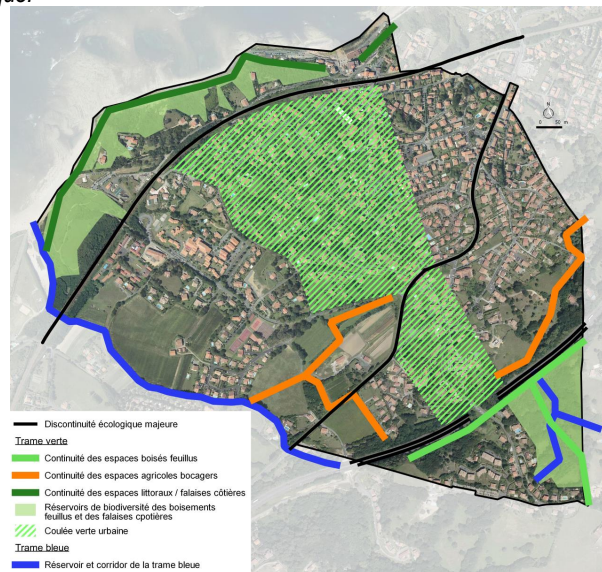 N
0 50 m
Discontinuité écologique majeure
Trame verte
Continuité des espaces boisés feuillus
Continuité des espaces agricoles bocagers
Continuité des espaces littoraux / falaises côtières
Réservoirs de biodiversité des boisements
feuillus et des falaises cpotières
Coulée verte urbaine
Trame bleue
Réservoir et corridor de la trame bleue